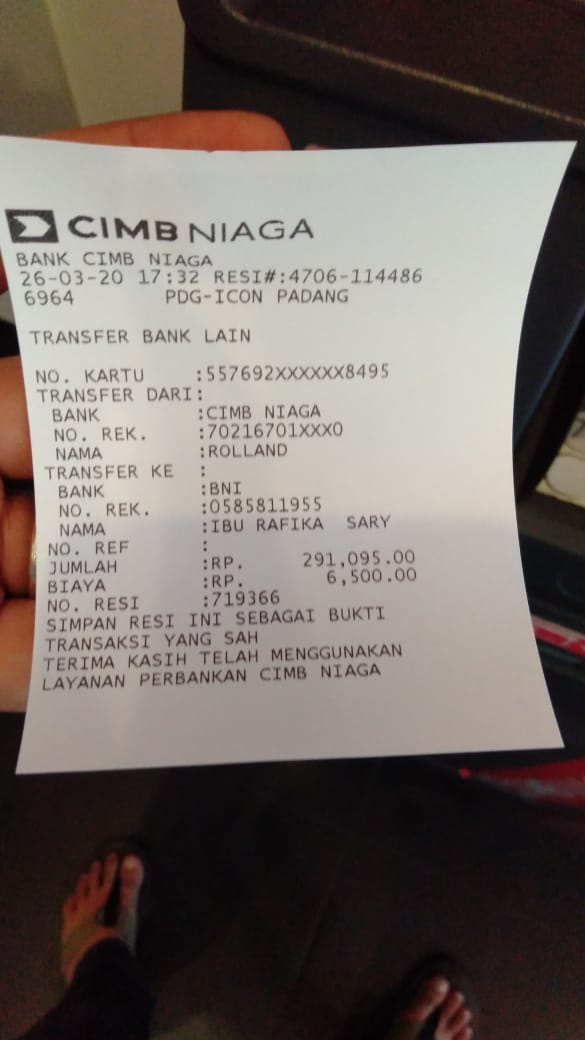 CIMB NIAGA
BANK CIMB NIAGA
26-03-20 17:32 RESI#:4706-114486
6964 PDG-ICON PADANG
TRANSFER BANK LAIN
NO. KARTU :557692XXXXXX8495
TRANSFER DARI:
BANK :CIMB NIAGA
NO. REK. :70216701XXX0
NAMA :ROLLAND
TRANSFER KE :
BANK :BNI
NO. REK. :0585811955
NAMA :IBU RAFIKA SARY
NO. REF :
JUMLAH :RP. 291,095.00
BIAYA :RP. 6,500.00
NO. RESI :719366
SIMPAN RESI INI SEBAGAI BUKTI
TRANSAKSI YANG SAH
TERIMA KASIH TELAH MENGGUNAKAN
LAYANAN PERBANKAN CIMB NIAGA